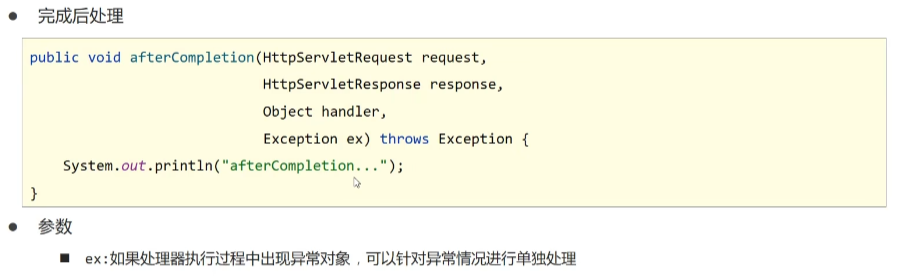 ● 完成后处理
public void afterCompletion(HttpServletRequest request,
HttpServletResponse response,
Object handler,
Exception ex) throws Exception {
System.out.println("afterCompletion...");
}
● 参数
■ ex:如果处理器执行过程中出现异常对象，可以针对异常情况进行单独处理